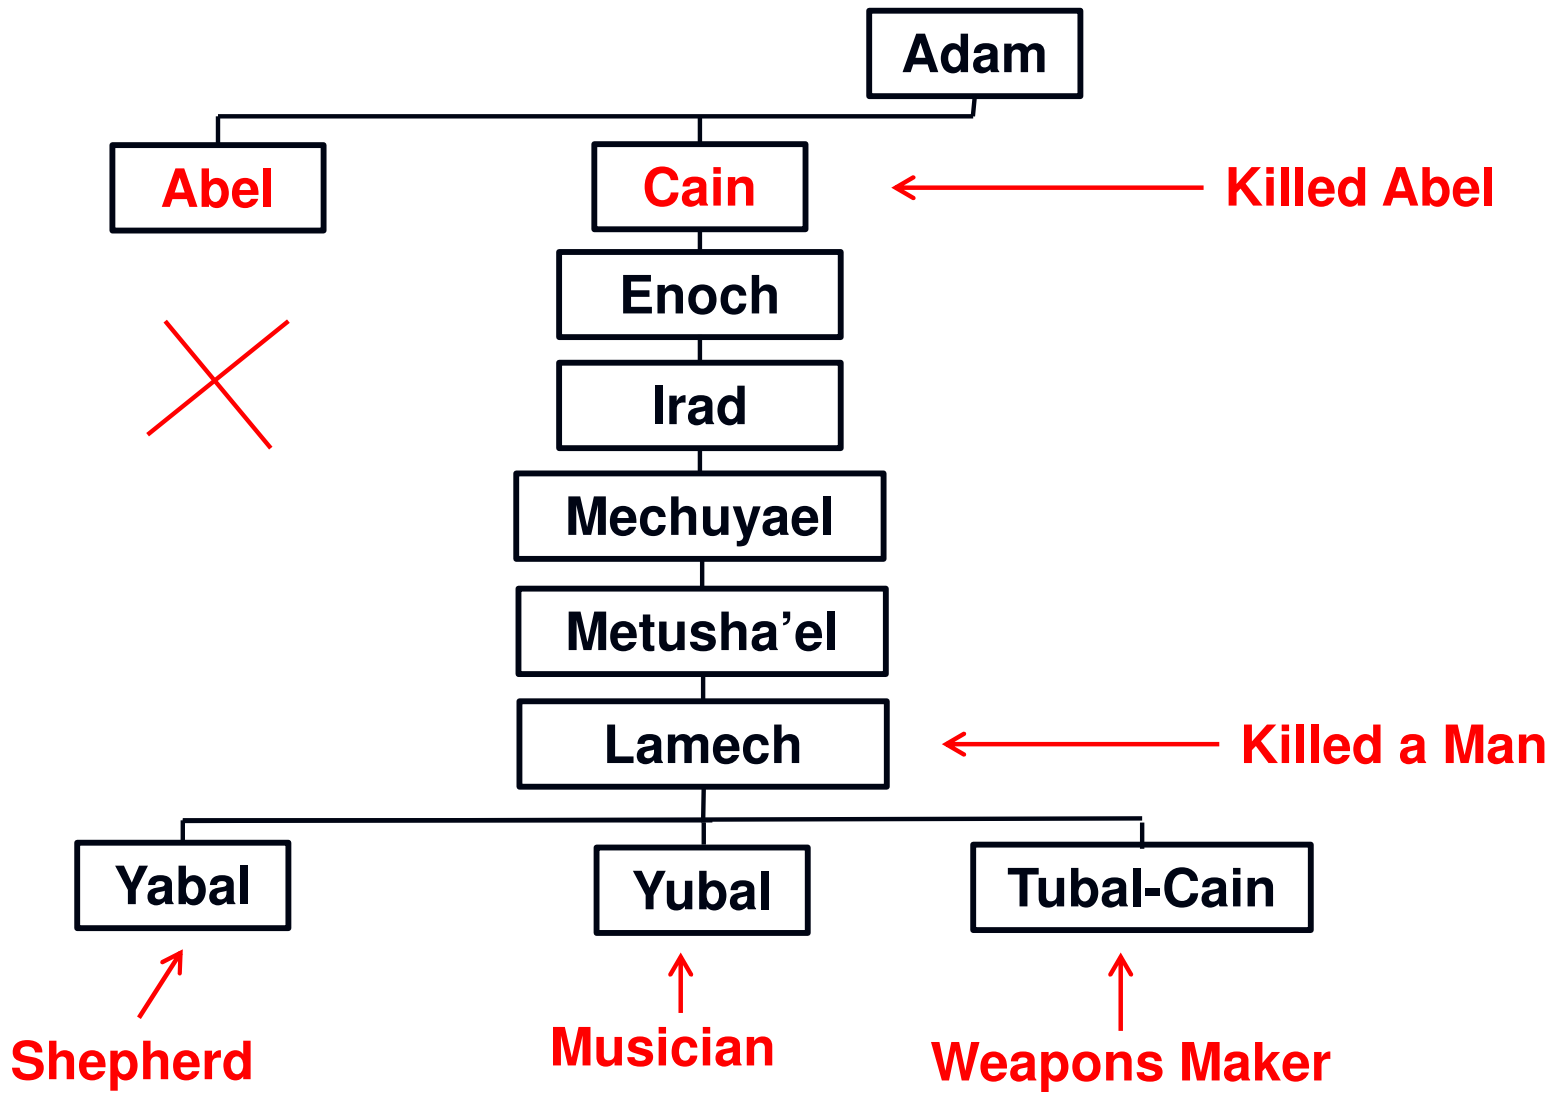 Adam
Abel
Cain
Killed Abel
Enoch
Irad
Mechuyael
Metusha’el
Lamech
Killed a Man
Yabal
Yubal
Tubal-Cain
Shepherd
Musician
Weapons Maker